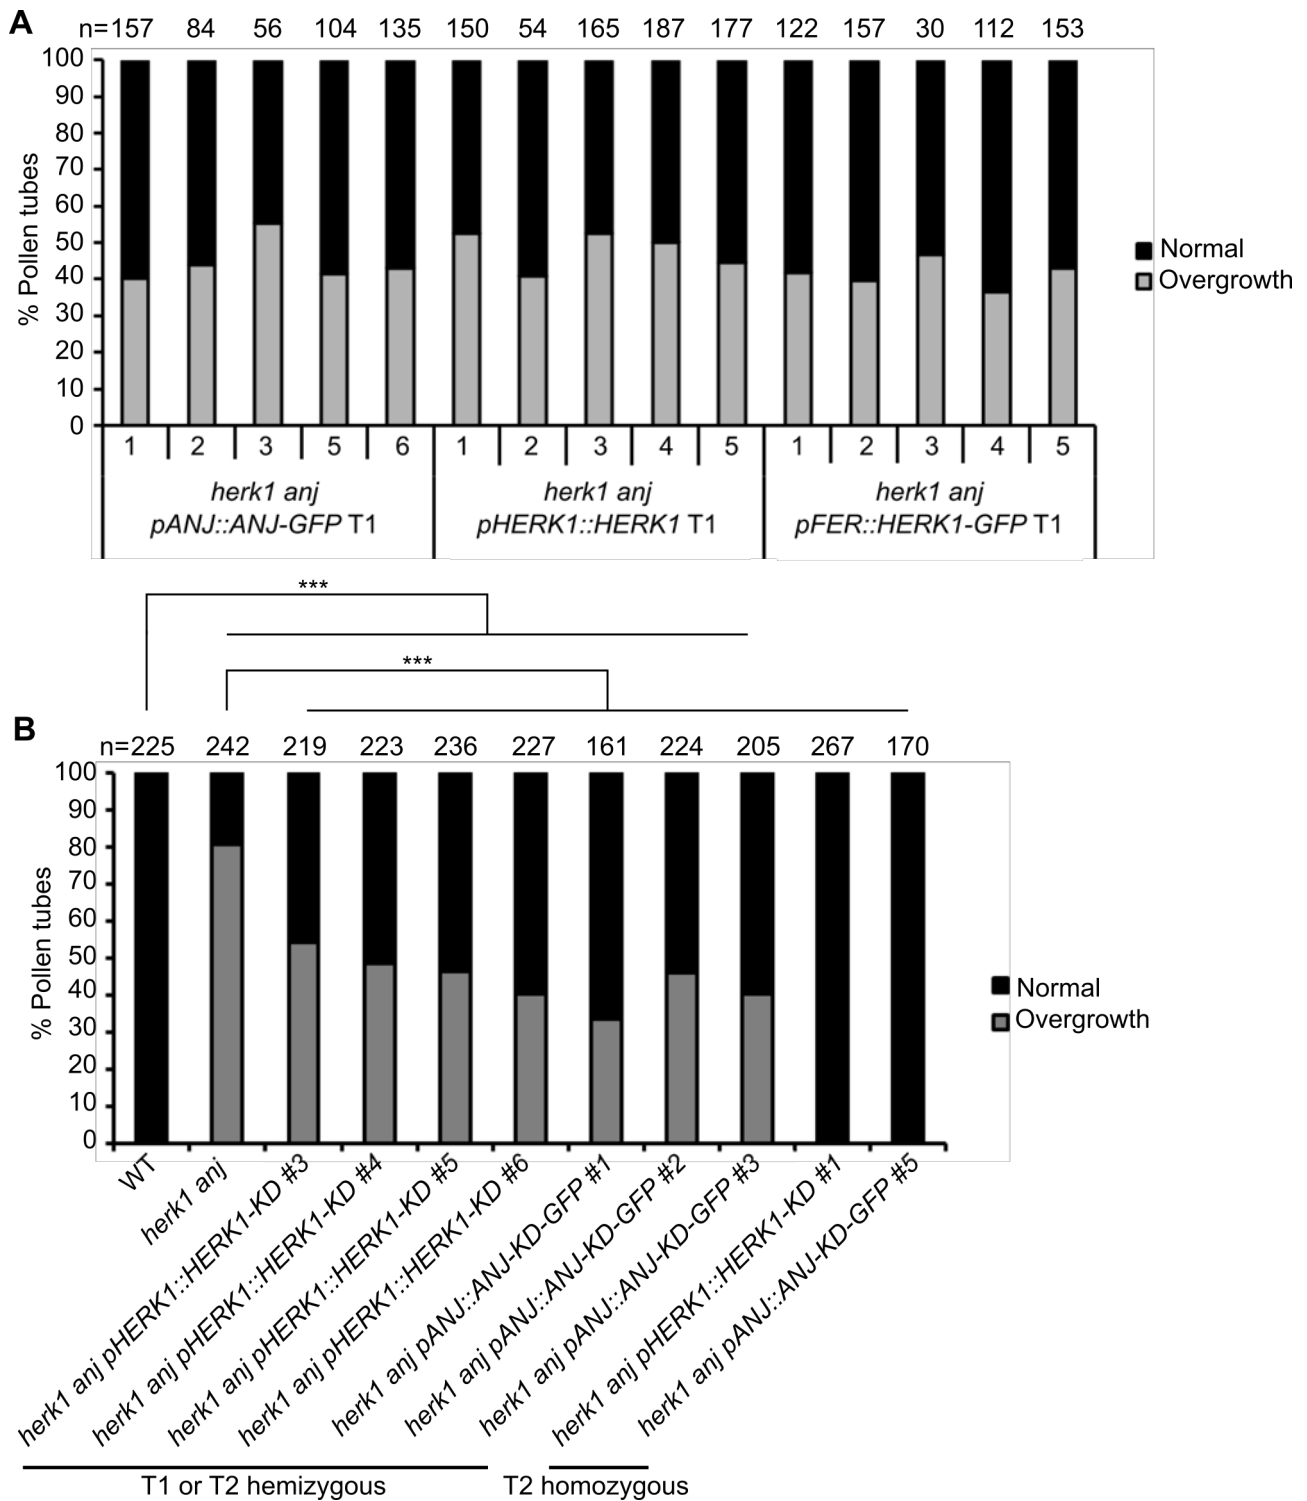 A
n=157 84 56 104 135 150 54 165 187 177 122 157 30 112 153
100
90
80
70
60
50
40
30
20
10
0
% Pollen tubes
Normal
Overgrowth
1 2 3 5 6 1 2 3 4 5 1 2 3 4 5
herk1 anj
pANJ::ANJ-GFP T1
herk1 anj
pHERK1::HERK1 T1
herk1 anj
pFER::HERK1-GFP T1
***
***
B
n=225 242 219 223 236 227 161 224 205 267 170
100
90
80
70
60
50
40
30
20
10
0
% Pollen tubes
Normal
Overgrowth
WT
herk1 anj
herk1 anj pHERK1::HERK1-KD #3
herk1 anj pHERK1::HERK1-KD #4
herk1 anj pHERK1::HERK1-KD #5
herk1 anj pHERK1::HERK1-KD #6
herk1 anj pANJ::ANJ-KD-GFP #1
herk1 anj pANJ::ANJ-KD-GFP #2
herk1 anj pANJ::ANJ-KD-GFP #3
herk1 anj pHERK1::HERK1-KD #1
herk1 anj pANJ::ANJ-KD-GFP #5
T1 or T2 hemizygous
T2 homozygous